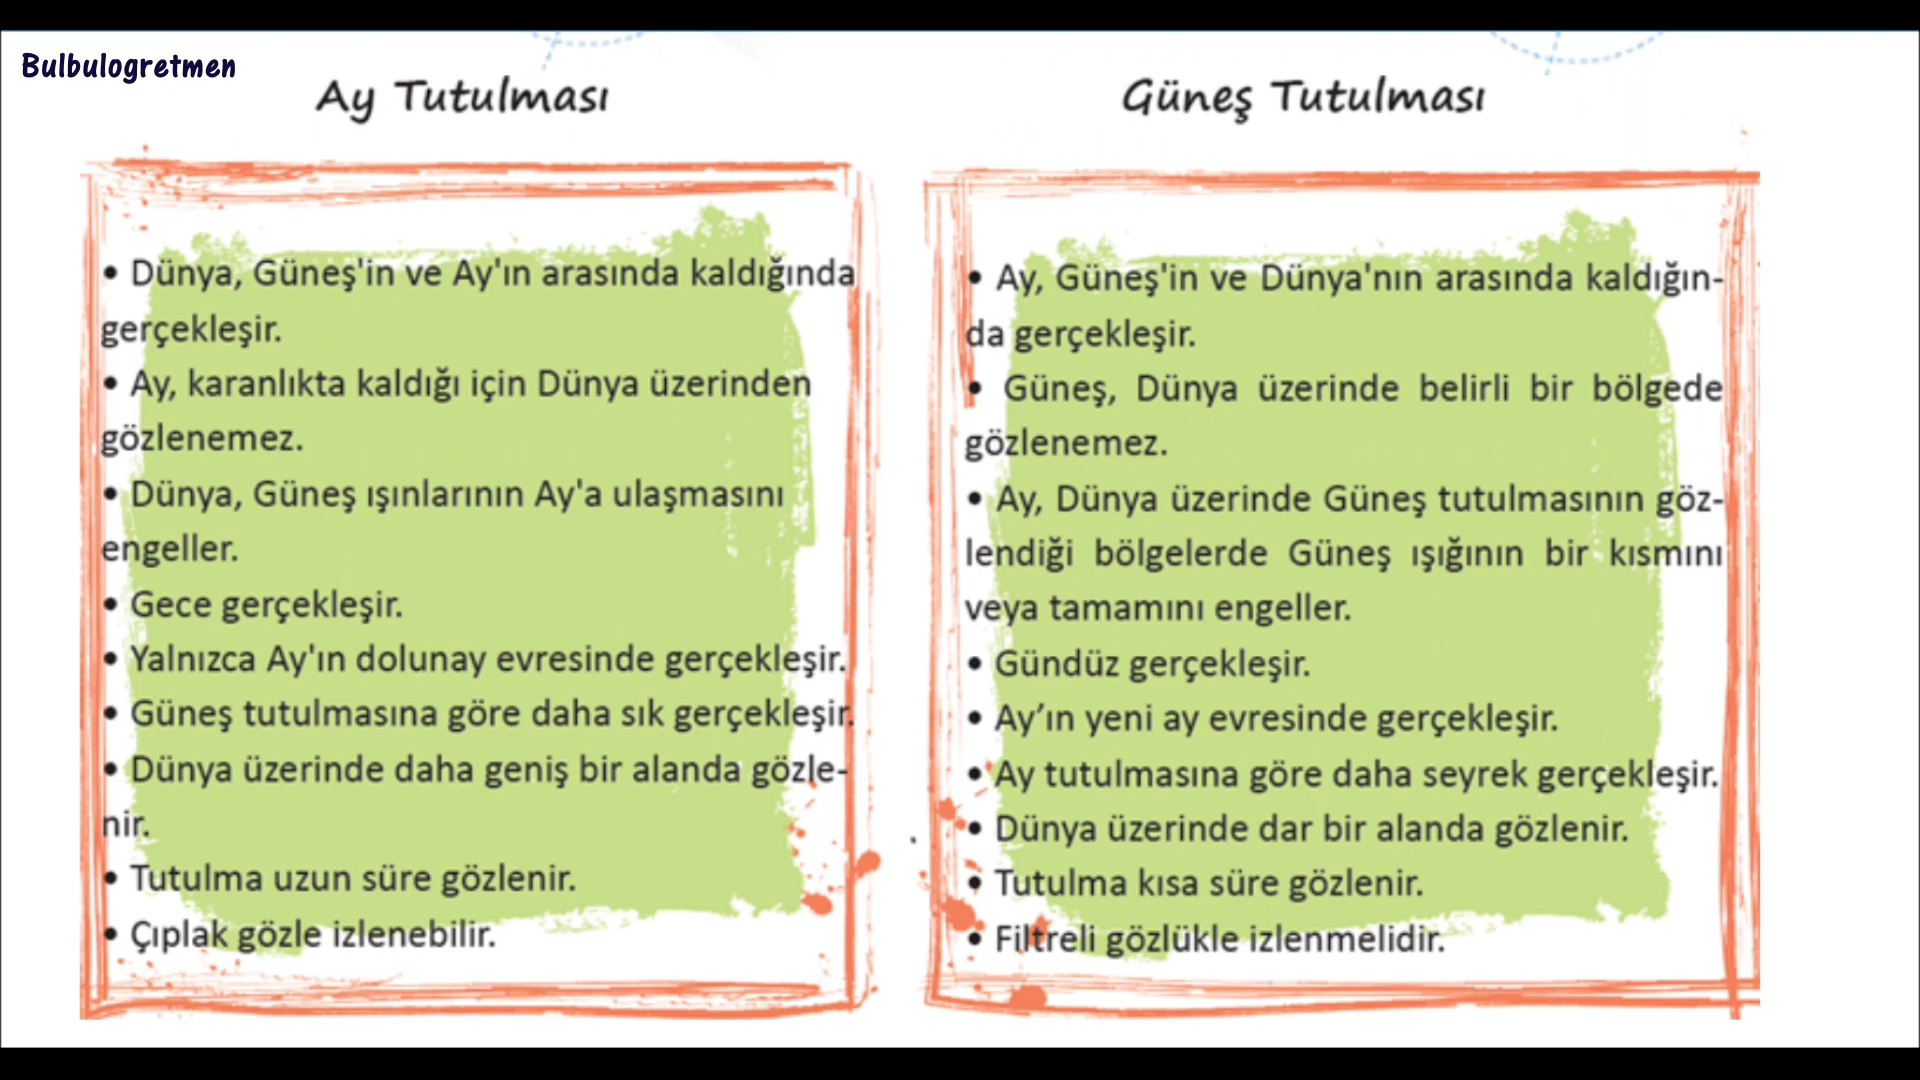 Bulbulogretmen
Ay Tutulması
• Dünya, Güneş'in ve Ay'ın arasında kaldığında
gerçekleşir.
• Ay, karanlıkta kaldığı için Dünya üzerinden
gözlenemez.
• Dünya, Güneş ışınlarının Ay'a ulaşmasını
engeller.
• Gece gerçekleşir.
• Yalnızca Ay'ın dolunay evresinde gerçekleşir.
• Güneş tutulmasına göre daha sık gerçekleşir.
• Dünya üzerinde daha geniş bir alanda gözle-
nir.
• Tutulma uzun süre gözlenir.
• Çıplak gözle izlenebilir.
Güneş Tutulması
• Ay, Güneş'in ve Dünya'nın arasında kaldığın-
da gerçekleşir.
• Güneş, Dünya üzerinde belirli bir bölgede
gözlenemez.
• Ay, Dünya üzerinde Güneş tutulmasının göz-
lendiği bölgelerde Güneş ışığının bir kısmını
veya tamamını engeller.
• Gündüz gerçekleşir.
• Ay’ın yeni ay evresinde gerçekleşir.
• Ay tutulmasına göre daha seyrek gerçekleşir.
• Dünya üzerinde dar bir alanda gözlenir.
• Tutulma kısa süre gözlenir.
• Filtreli gözlükle izlenmelidir.